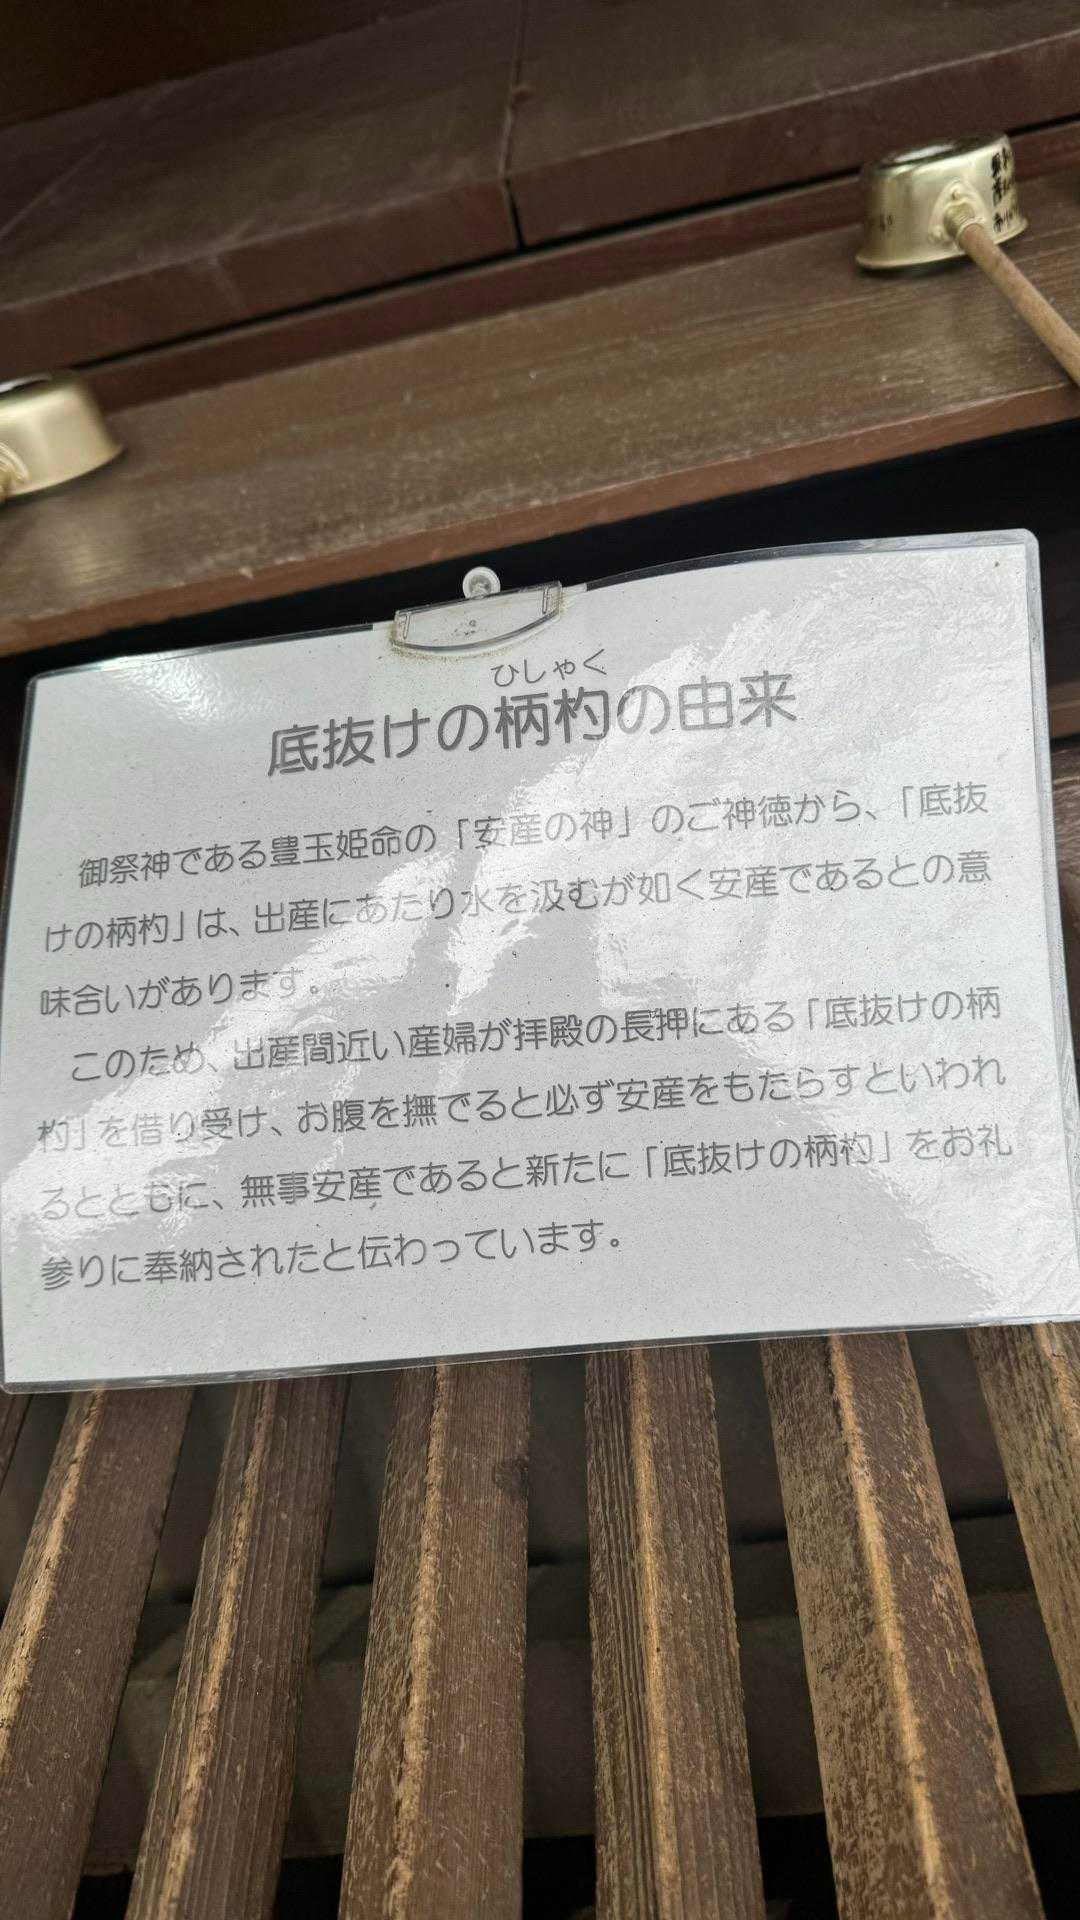 ひしゃく
底抜けの柄杓の由来
御祭神である豊玉姫命の「安産の神」のご神徳から、「底抜
けの柄杓」は、出産にあたり水を汲むが如く安産であるとの意
味合いがあります。
このため、出産間近い産婦が拝殿の長押にある「底抜けの柄
杓」を借り受け、お腹を撫でると必ず安産をもたらすといわれ
るとともに、無事安産であると新たに「底抜けの柄杓」をお礼
参りに奉納されたと伝わっています。